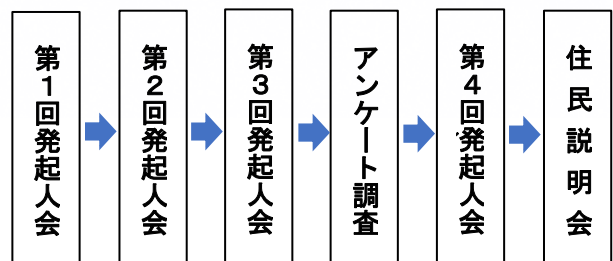 第１回発起人会
第２回発起人会
第３回発起人会
アンケート調査
第４回発起人会
住民説明会